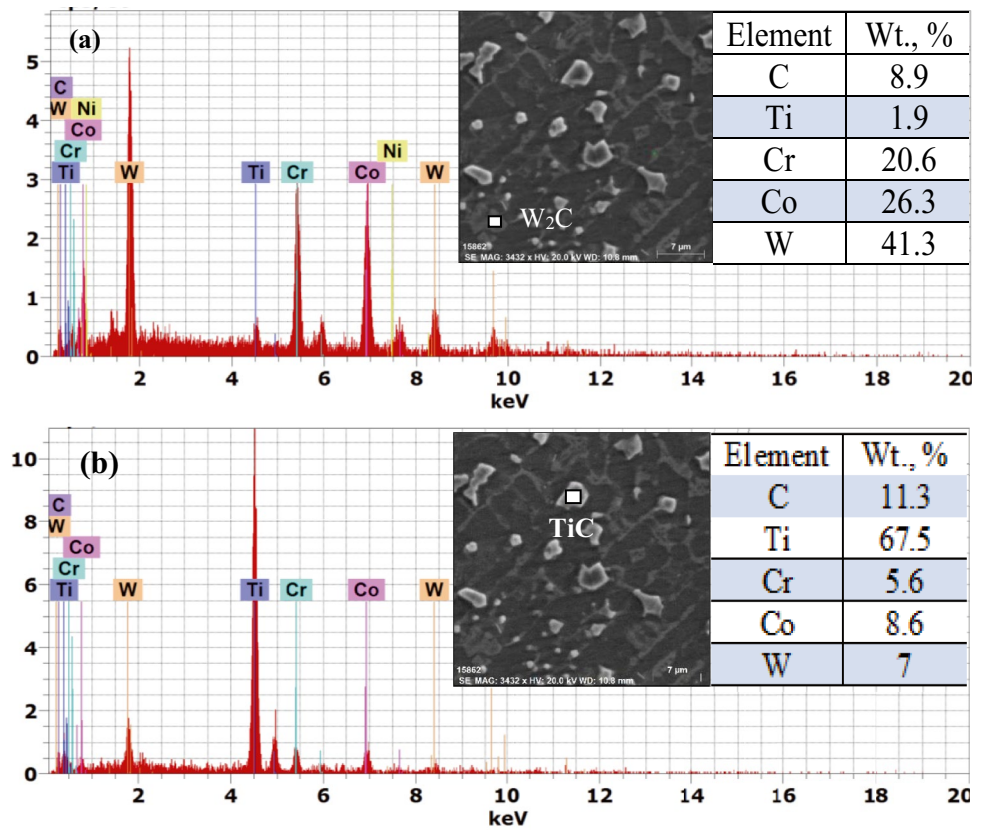 (a)
5
4
3
2
1
0
C
W
Ni
Co
Cr
Ti
W
Ti
Cr
Co
Ni
W
2
4
6
8
10
12
14
16
18
20
keV
W₂C
15862
SE MAG: 3432 x HV: 20.0 kV WD: 10.8 mm
7 µm
Element Wt., %
C 8.9
Ti 1.9
Cr 20.6
Co 26.3
W 41.3
(b)
10
8
6
4
2
0
C
W
Co
Cr
Ti
W
Ti
Cr
Co
W
2
4
6
8
10
12
14
16
18
20
keV
TiC
15862
SE MAG: 3432 x HV: 20.0 kV WD: 10.8 mm
7 µm
Element Wt., %
C 11.3
Ti 67.5
Cr 5.6
Co 8.6
W 7